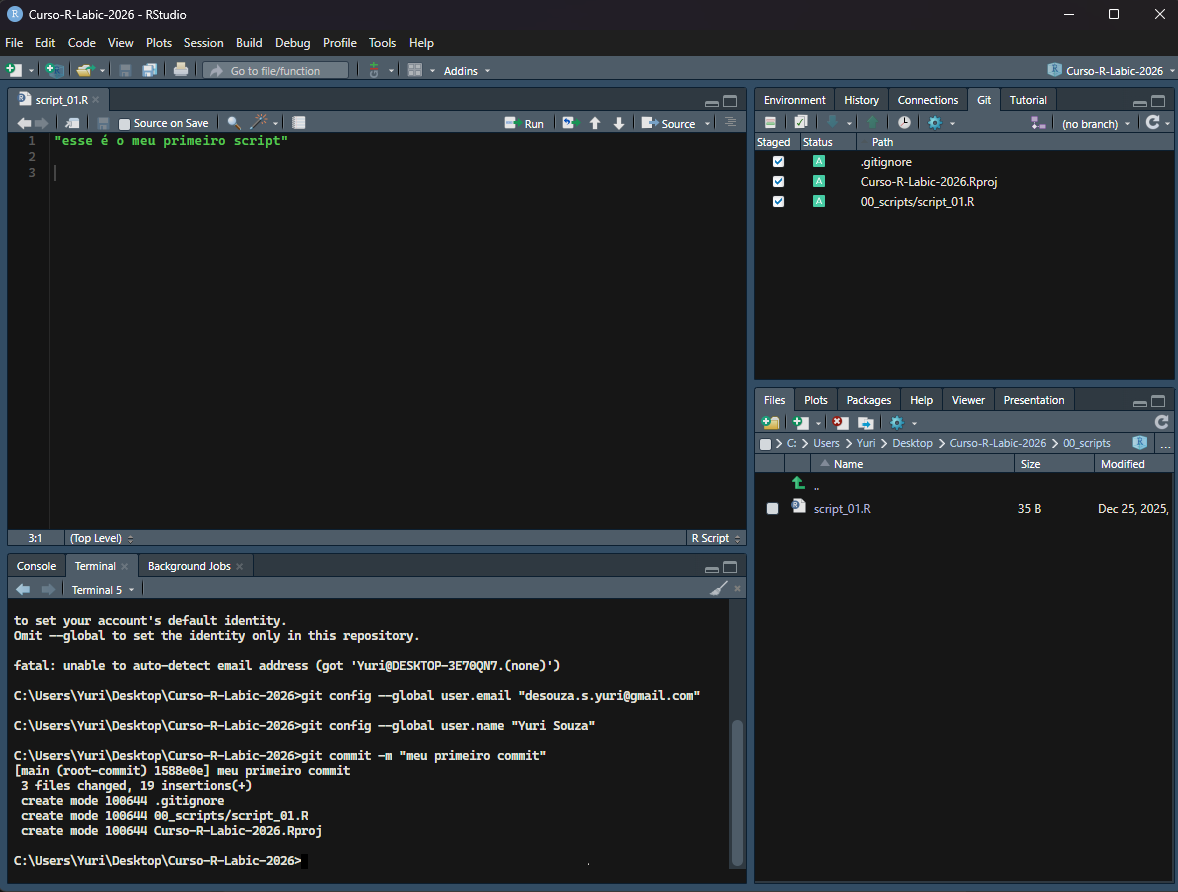 Curso-R-Labic-2026 - RStudio
File Edit Code View Plots Session Build Debug Profile Tools Help
Go to file/function Addins Curso-R-Labic-2026
script_01.R
Source on Save Run Source
1 "esse é o meu primeiro script"
2
3
3:1 (Top Level) R Script
Console Terminal Background Jobs
Terminal 5
to set your account's default identity.
Omit --global to set the identity only in this repository.
fatal: unable to auto-detect email address (got 'Yuri@DESKTOP-3E70QN7.(none)')
C:\Users\Yuri\Desktop\Curso-R-Labic-2026>git config --global user.email "desouza.s.yuri@gmail.com"
C:\Users\Yuri\Desktop\Curso-R-Labic-2026>git config --global user.name "Yuri Souza"
C:\Users\Yuri\Desktop\Curso-R-Labic-2026>git commit -m "meu primeiro commit"
[main (root-commit) 1588e0e] meu primeiro commit
3 files changed, 19 insertions(+)
create mode 100644 .gitignore
create mode 100644 00_scripts/script_01.R
create mode 100644 Curso-R-Labic-2026.Rproj
C:\Users\Yuri\Desktop\Curso-R-Labic-2026>
Environment History Connections Git Tutorial
(no branch)
Staged Status Path
A .gitignore
A Curso-R-Labic-2026.Rproj
A 00_scripts/script_01.R
Files Plots Packages Help Viewer Presentation
C: > Users > Yuri > Desktop > Curso-R-Labic-2026 > 00_scripts ...
Name Size Modified
..
script_01.R 35 B Dec 25, 2025,